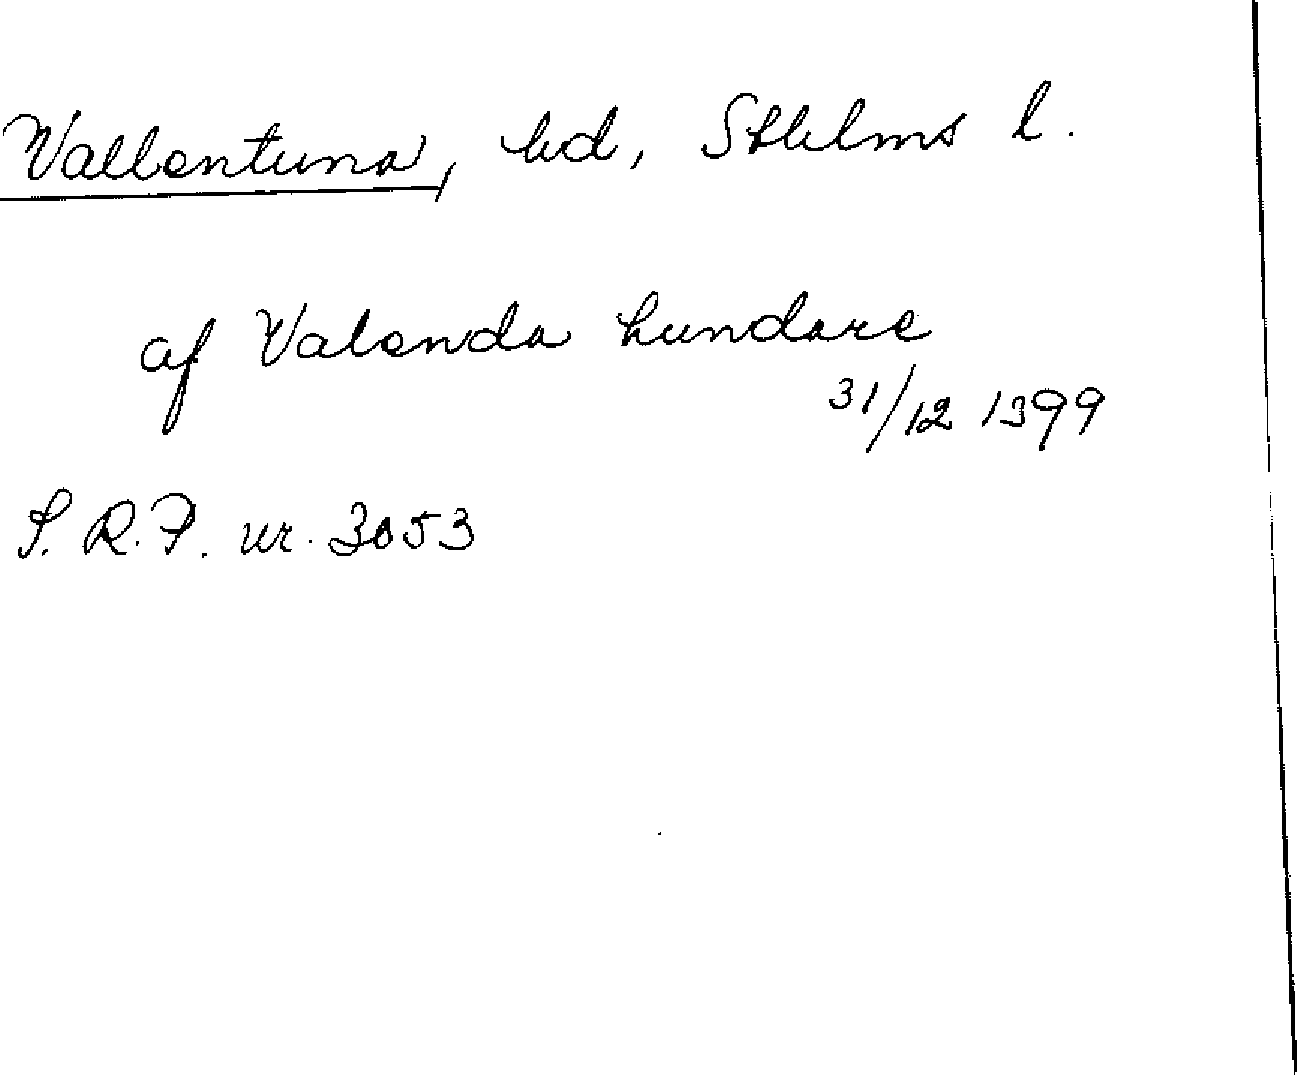 Vallentuna, hd, Sthlms l.
af Valenda hundare
31/12 1399
S. R. P. nr. 3053